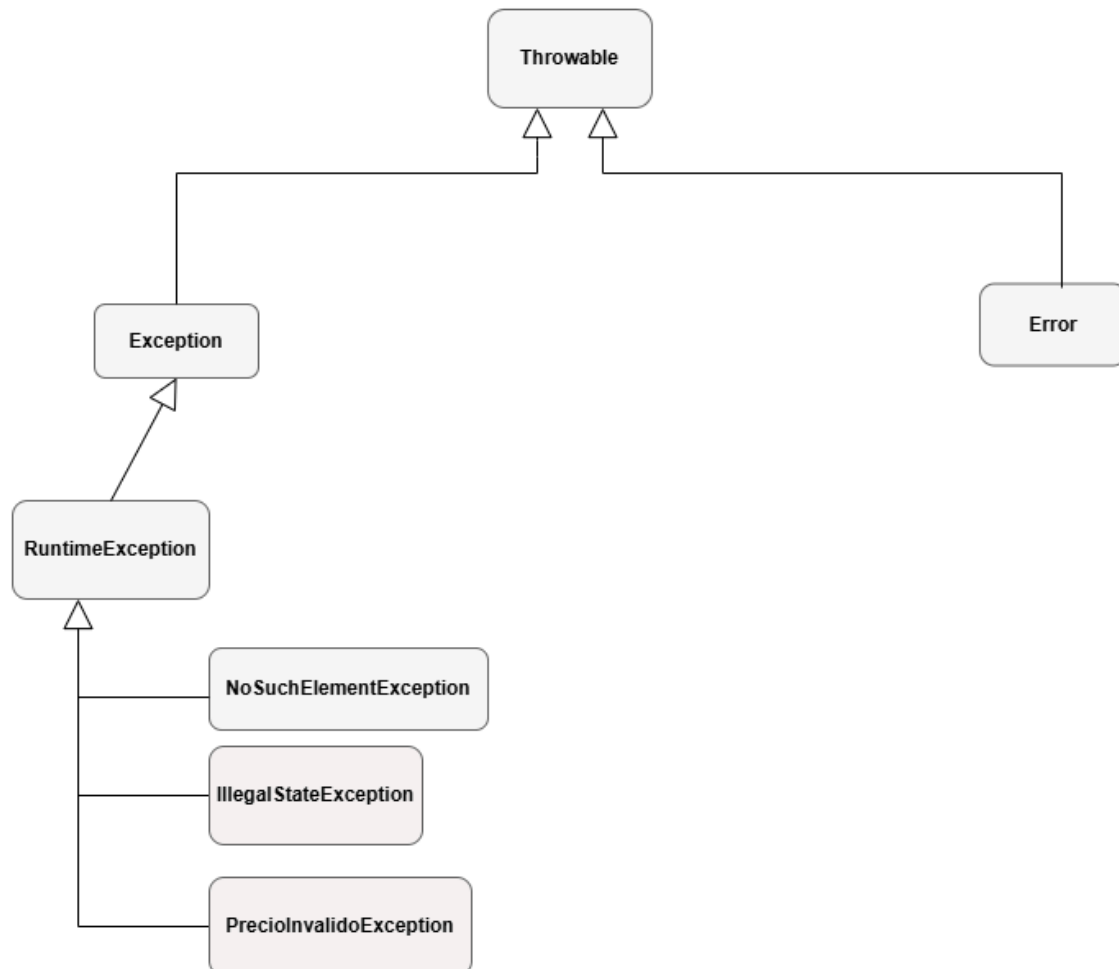 Throwable
Exception
Error
RuntimeException
NoSuchElementException
IllegalStateException
PrecioInvalidoException